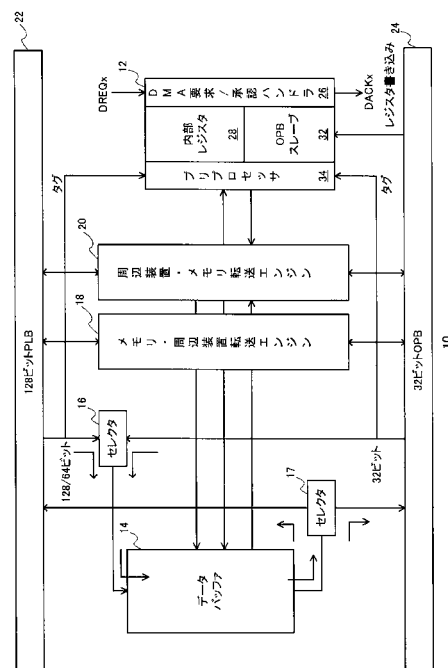 22
128ビットPLB
24
32ビットOPB
10
12
DREQx
DMA要求/承認ハンドラ
26
DACKx
レジスタ書き込み
内部
レジスタ
28
OPB
スレーブ
32
プリプロセッサ
34
タグ
タグ
20
周辺装置・メモリ転送エンジン
18
メモリ・周辺装置転送エンジン
16
セレクタ
128/64ビット
32ビット
17
セレクタ
14
データ
バッファ